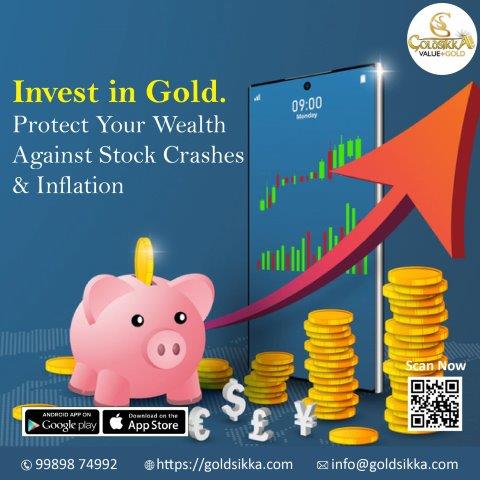 GOLDSIKKA
VALUE+GOLD
Invest in Gold.
Protect Your Wealth
Against Stock Crashes
& Inflation
09:00
Monday
Scan Now
ANDROID APP ON
Google play
Download on the
App Store
€ $ £ ¥
99898 74992
https://goldsikka.com
info@goldsikka.com